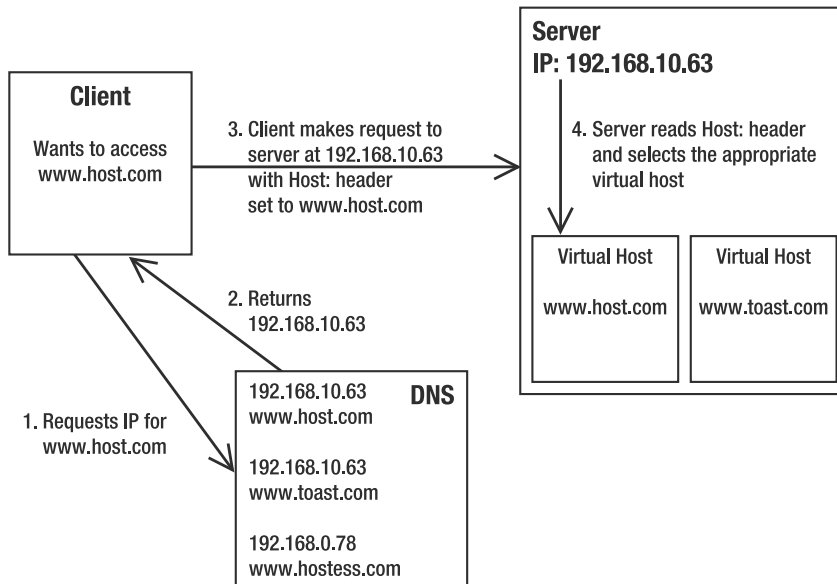 Client
Wants to access
www.host.com
3. Client makes request to
server at 192.168.10.63
with Host: header
set to www.host.com
Server
IP: 192.168.10.63
4. Server reads Host: header
and selects the appropriate
virtual host
Virtual Host
www.host.com
Virtual Host
www.toast.com
2. Returns
192.168.10.63
1. Requests IP for
www.host.com
DNS
192.168.10.63
www.host.com
192.168.10.63
www.toast.com
192.168.0.78
www.hostess.com